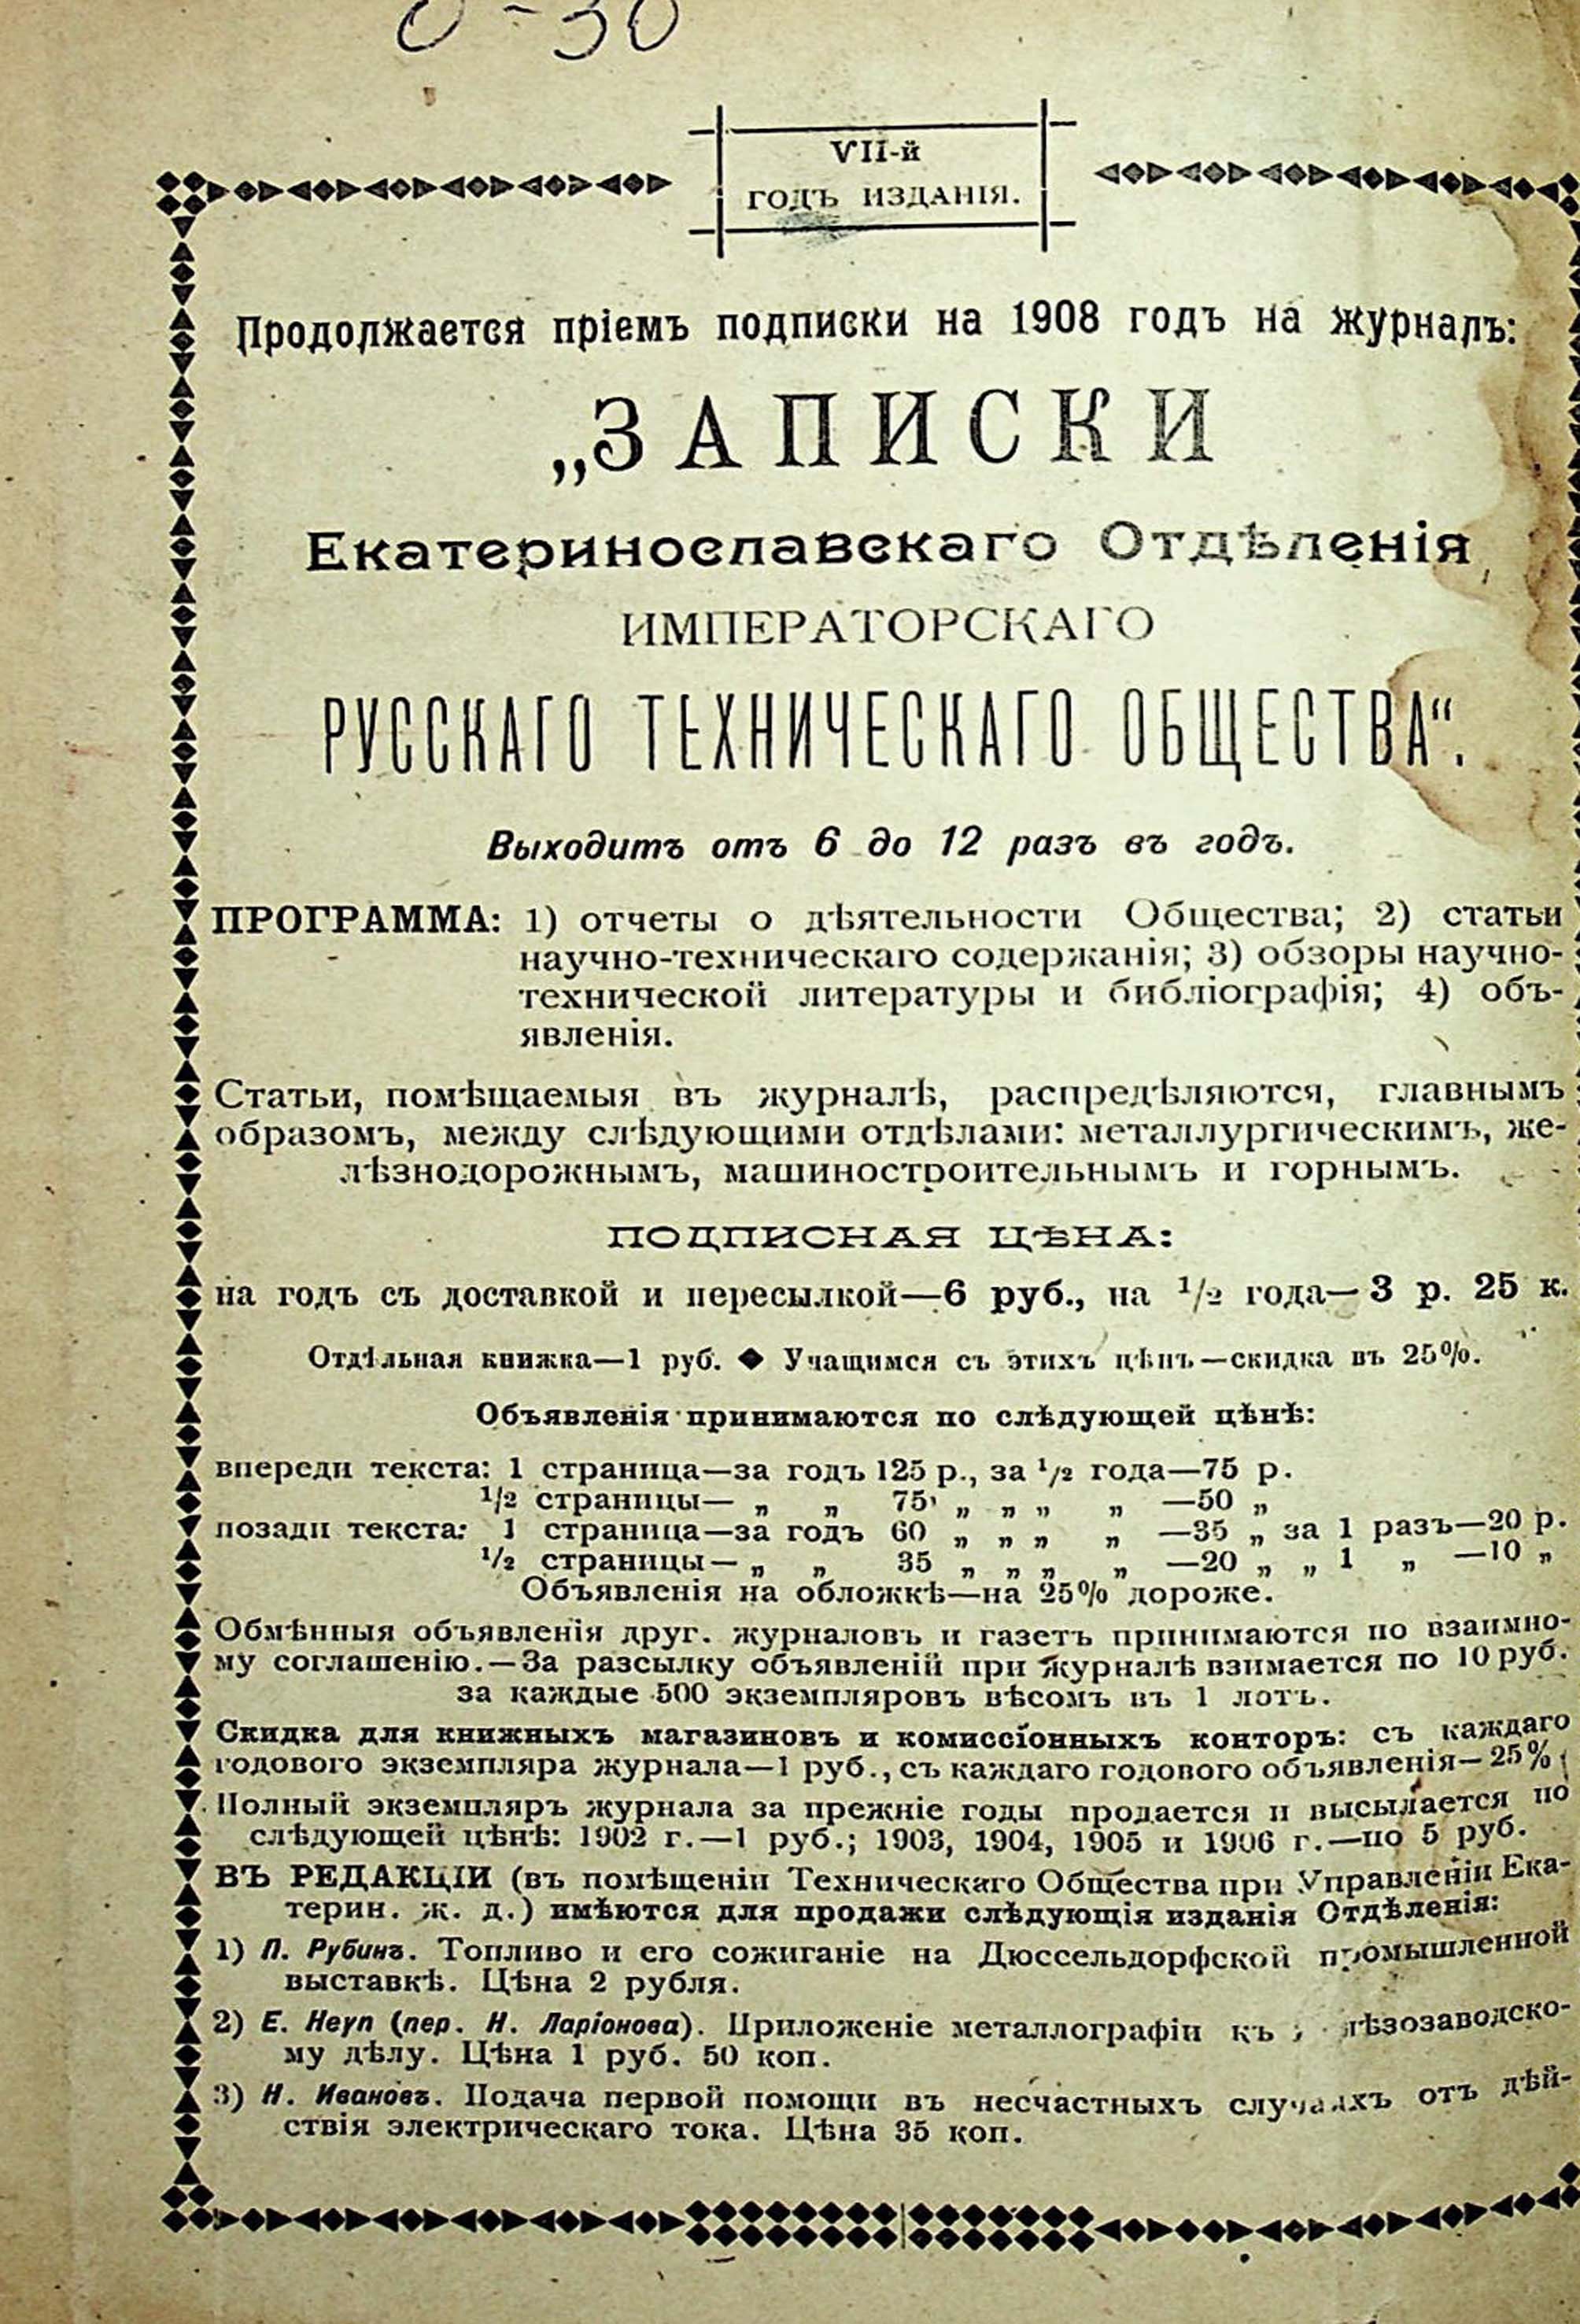 VII-й
ГОДЪ ИЗДАНІЯ.
Продолжается пріемъ подписки на 1908 годъ на журналъ:
„ЗАПИСКИ
Екатеринославскаго Отдѣленія
ИМПЕРАТОРСКАГО
РУССКАГО ТЕХНИЧЕСКАГО ОБЩЕСТВА“.
Выходитъ отъ 6 до 12 разъ въ годъ.
ПРОГРАММА: 1) отчеты о дѣятельности Общества; 2) статьи
научно-техническаго содержанія; 3) обзоры научно-
технической литературы и библіографія; 4) объ-
явленія.
Статьи, помѣщаемыя въ журналѣ, распредѣляются, главнымъ
образомъ, между слѣдующими отдѣлами: металлургическимъ, же-
лѣзнодорожнымъ, машиностроительнымъ и горнымъ.
ПОДПИСНАЯ ЦѢНА:
на годъ съ доставкой и пересылкой—6 руб., на 1/2 года—3 р. 25 к.
Отдѣльная книжка—1 руб. ◆ Учащимся съ этихъ цѣнъ—скидка въ 25%.
Объявленія принимаются по слѣдующей цѣнѣ:
впереди текста: 1 страница—за годъ 125 р., за 1/2 года—75 р.
1/2 страницы— „ „ 75 „ „ „ „ —50 „
позади текста: 1 страница—за годъ 60 „ „ „ „ —35 „ за 1 разъ—20 р.
1/2 страницы— „ „ 35 „ „ „ „ —20 „ „ 1 „ —10 „
Объявленія на обложкѣ—на 25% дороже.
Обмѣнныя объявленія друг. журналовъ и газетъ принимаются по взаимно-
му соглашенію.—За разсылку объявленій при журналѣ взимается по 10 руб.
за каждые 500 экземпляровъ вѣсомъ въ 1 лотъ.
Скидка для книжныхъ магазиновъ и комиссіонныхъ конторъ: съ каждаго
годового экземпляра журнала—1 руб., съ каждаго годового объявленія—25%
Полный экземпляръ журнала за прежніе годы продается и высылается по
слѣдующей цѣнѣ: 1902 г.—1 руб.; 1903, 1904, 1905 и 1906 г.—по 5 руб.
ВЪ РЕДАКЦІИ (въ помѣщеніи Техническаго Общества при Управленіи Ека-
терин. ж. д.) имѣются для продажи слѣдующія изданія Отдѣленія:
1) П. Рубинъ. Топливо и его сожиганіе на Дюссельдорфской промышленной
выставкѣ. Цѣна 2 рубля.
2) Е. Неуп (пер. Н. Ларіонова). Приложеніе металлографіи къ лѣзозаводско-
му дѣлу. Цѣна 1 руб. 50 коп.
3) Н. Ивановъ. Подача первой помощи въ несчастныхъ случаяхъ отъ дѣй-
ствія электрическаго тока. Цѣна 35 коп.